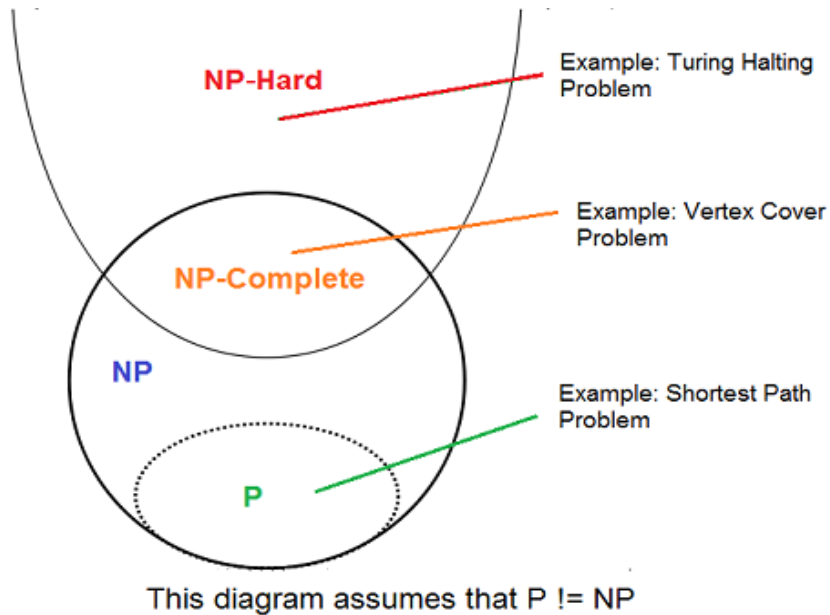 NP-Hard
Example: Turing Halting
Problem
Example: Vertex Cover
Problem
NP-Complete
NP
Example: Shortest Path
Problem
P
This diagram assumes that P != NP